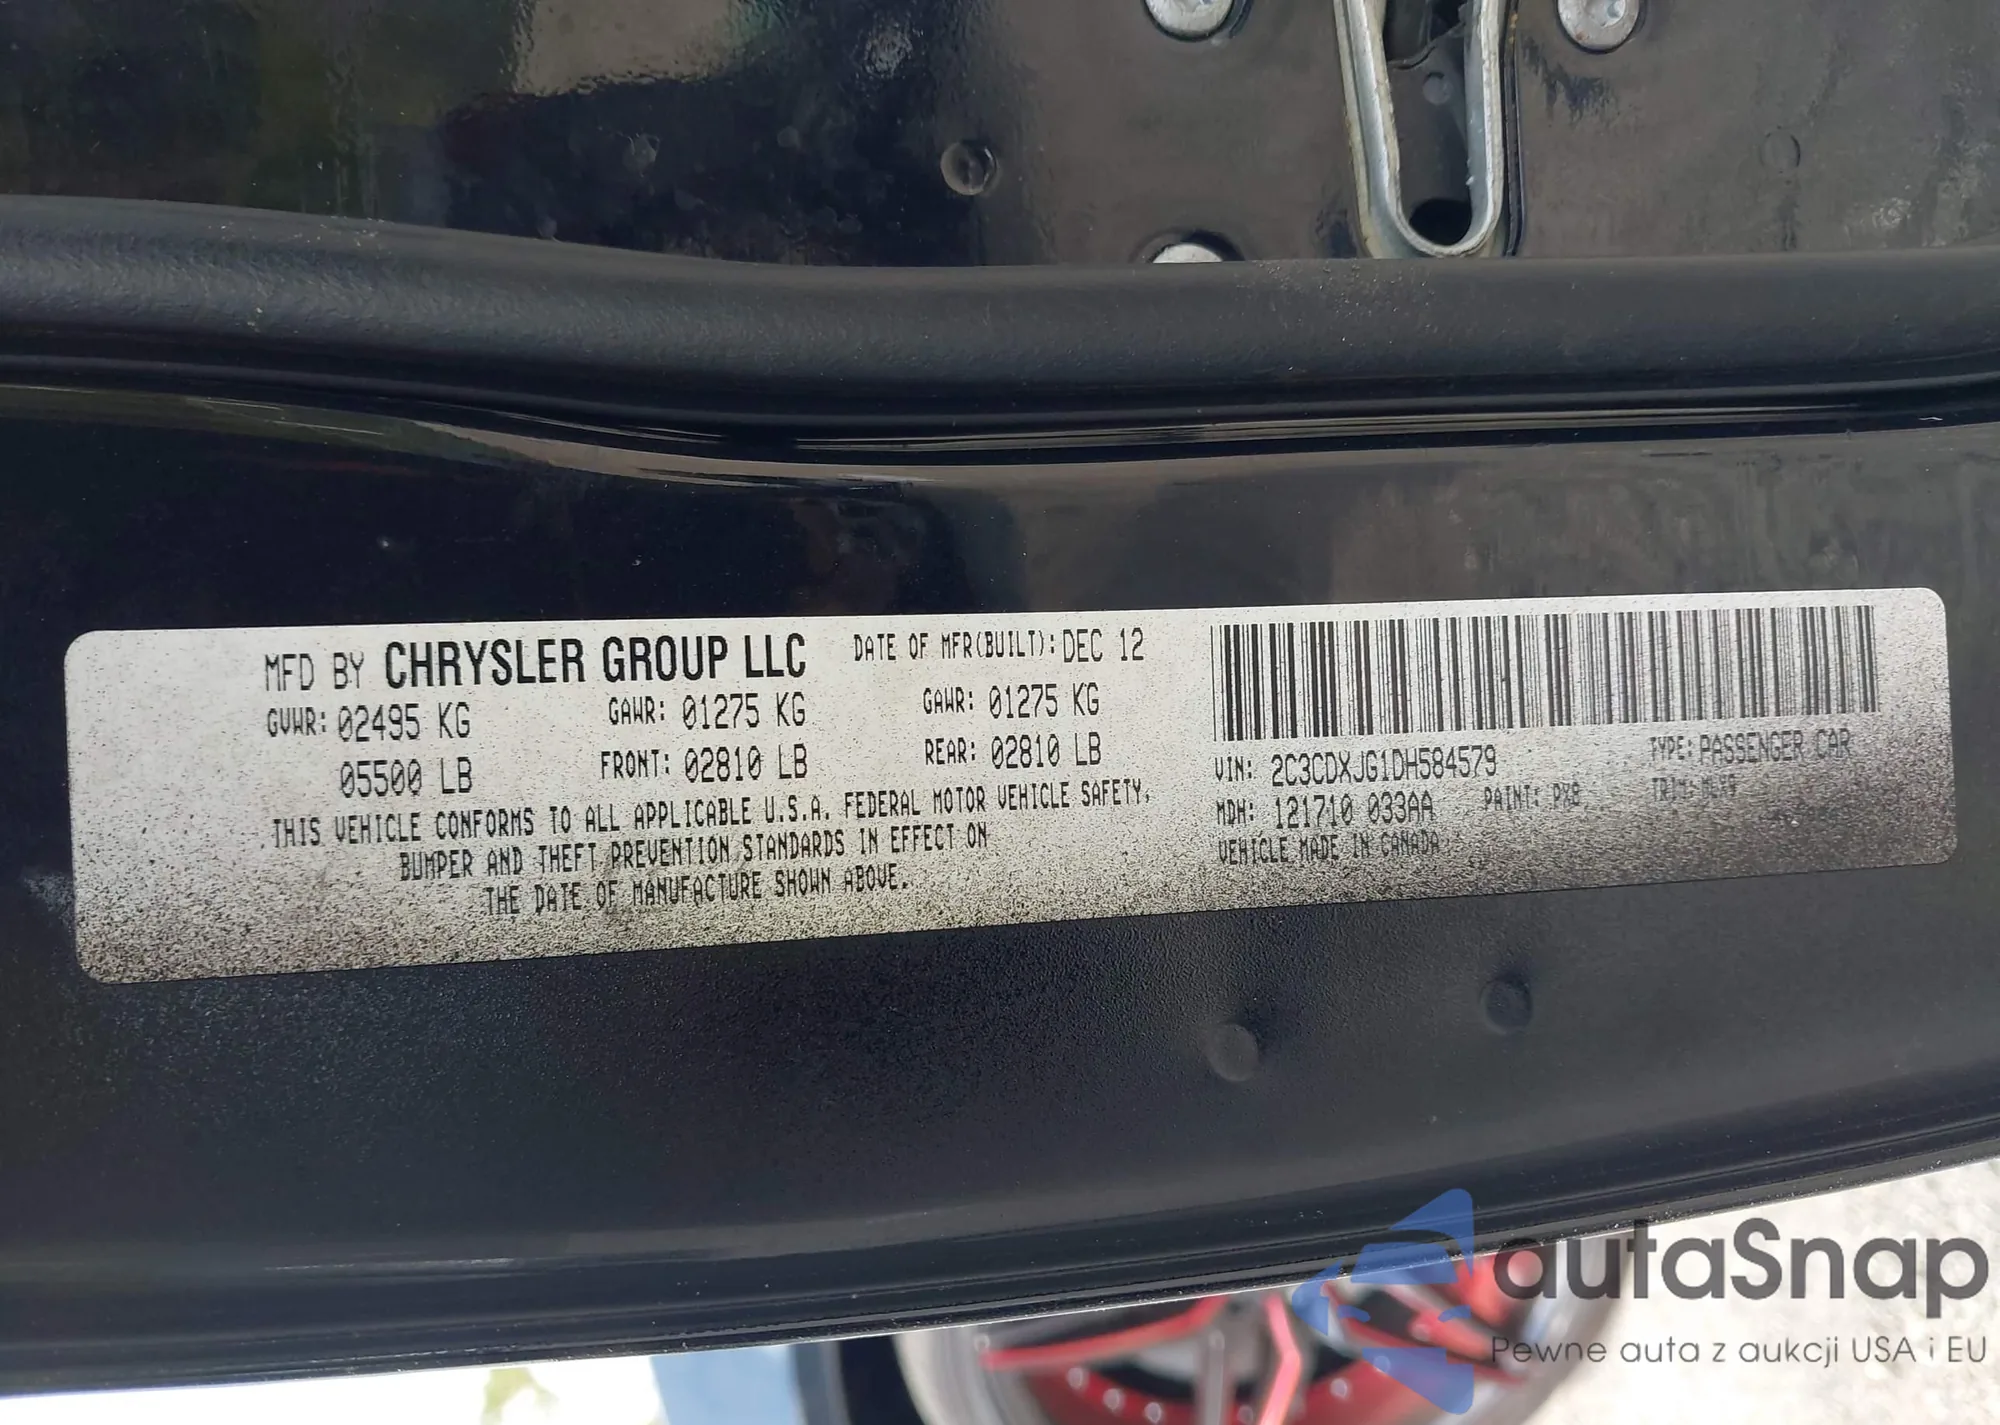 MFD BY CHRYSLER GROUP LLC
DATE OF MFR(BUILT): DEC 12
GVWR: 02495 KG
GAWR: 01275 KG
GAWR: 01275 KG
05500 LB
FRONT: 02810 LB
REAR: 02810 LB
THIS VEHICLE CONFORMS TO ALL APPLICABLE U.S.A. FEDERAL MOTOR VEHICLE SAFETY,
BUMPER AND THEFT PREVENTION STANDARDS IN EFFECT ON
THE DATE OF MANUFACTURE SHOWN ABOVE.
VIN: 2C3CDXJG1DH584579
TYPE: PASSENGER CAR
MDH: 121710 033AA
PAINT: PX8
TRIM:
VEHICLE MADE IN CANADA
autaSnap
Pewne auta z aukcji USA i EU